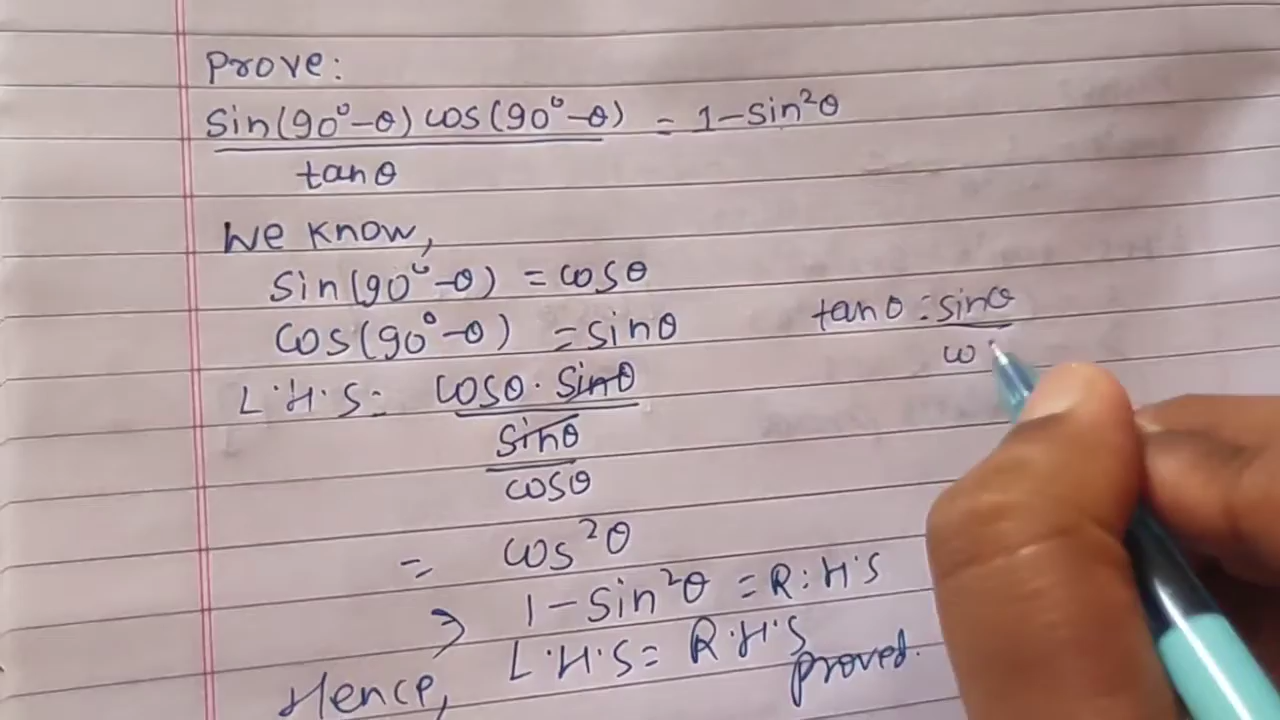 Prove:
sin(90°-θ) cos(90°-θ) = 1-sin²θ
tanθ
We know,
sin(90°-θ) = cosθ
cos(90°-θ) = sinθ
tanθ = sinθ
co
L.H.S = cosθ · sinθ
sinθ
cosθ
= cos²θ
⇒ 1-sin²θ = R.H.S
Hence, L.H.S = R.H.S
proved.